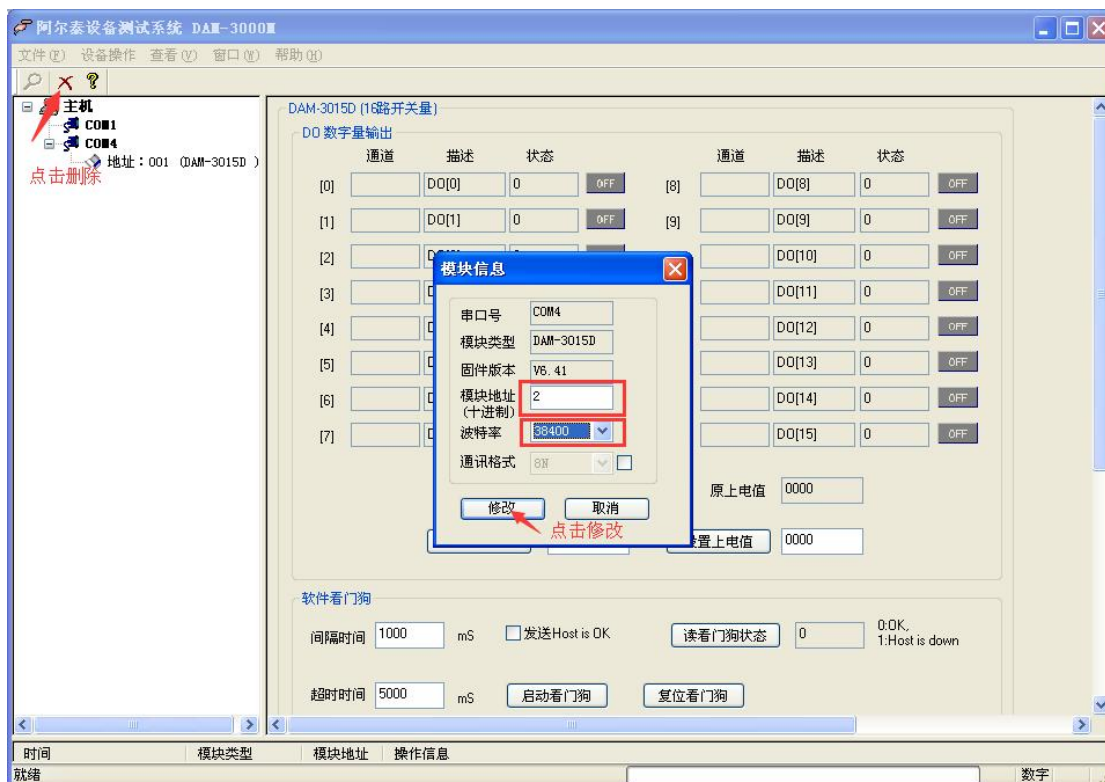 阿尔泰设备测试系统 DAM-3000M
文件(F) 设备操作 查看(V) 窗口(W) 帮助(H)
主机
COM1
COM4
地址：001 (DAM-3015D )
点击删除
DAM-3015D (16路开关量)
DO 数字量输出
通道 描述 状态 通道 描述 状态
[0] DO[0] 0 OFF [8] DO[8] 0 OFF
[1] DO[1] 0 OFF [9] DO[9] 0 OFF
[2] DO[10] 0 OFF
[3] DO[11] 0 OFF
[4] DO[12] 0 OFF
[5] DO[13] 0 OFF
[6] DO[14] 0 OFF
[7] DO[15] 0 OFF
模块信息
串口号 COM4
模块类型 DAM-3015D
固件版本 V6.41
模块地址 2
(十进制)
波特率 38400
通讯格式 8N
修改 取消
点击修改
原上电值 0000
置上电值 0000
软件看门狗
间隔时间 1000 mS 发送Host is OK 读看门狗状态 0 0:OK,
1:Host is down
超时时间 5000 mS 启动看门狗 复位看门狗
时间 模块类型 模块地址 操作信息
就绪 数字